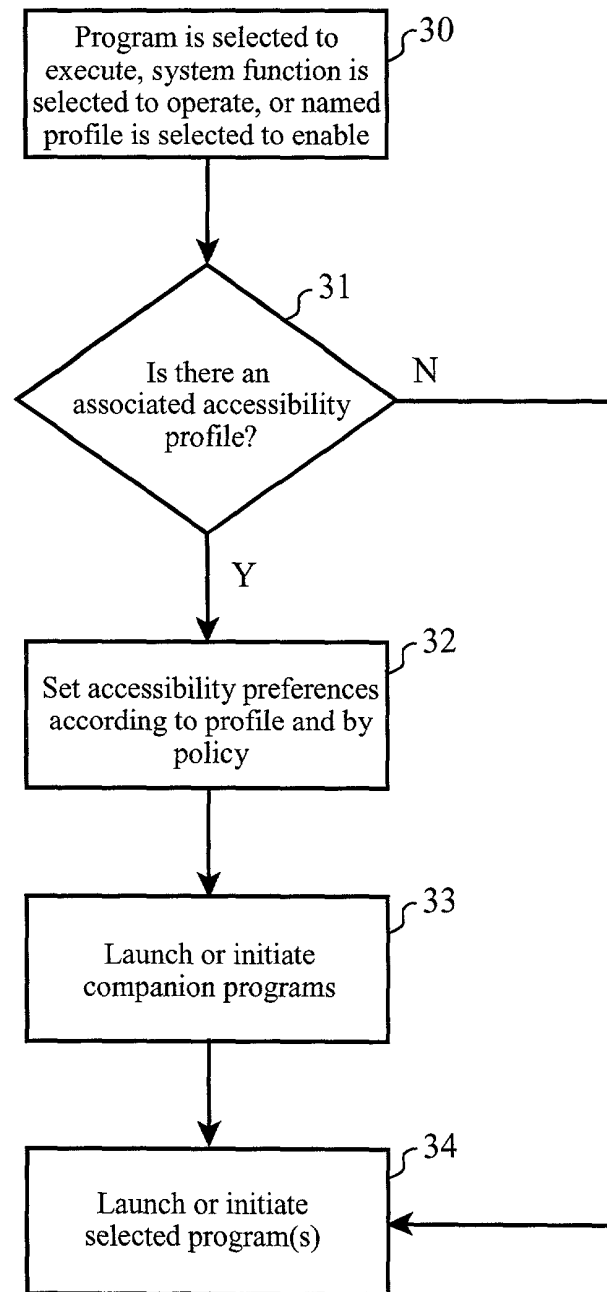 Program is selected to
execute, system function is
selected to operate, or named
profile is selected to enable
30
31
Is there an
associated accessibility
profile?
N
Y
32
Set accessibility preferences
according to profile and by
policy
33
Launch or initiate
companion programs
34
Launch or initiate
selected program(s)